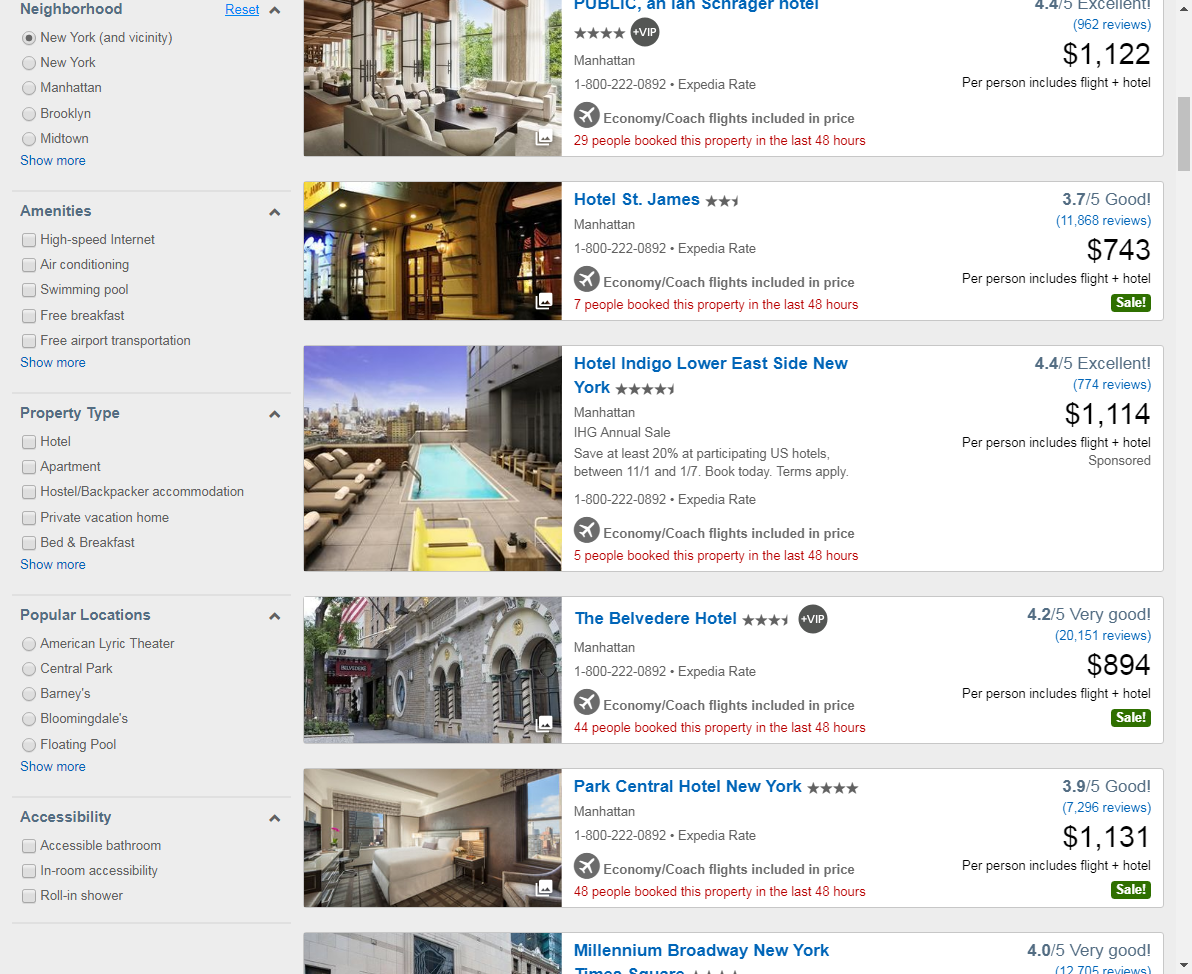 Neighborhood Reset
New York (and vicinity)
New York
Manhattan
Brooklyn
Midtown
Show more
Amenities
High-speed Internet
Air conditioning
Swimming pool
Free breakfast
Free airport transportation
Show more
Property Type
Hotel
Apartment
Hostel/Backpacker accommodation
Private vacation home
Bed & Breakfast
Show more
Popular Locations
American Lyric Theater
Central Park
Barney's
Bloomingdale's
Floating Pool
Show more
Accessibility
Accessible bathroom
In-room accessibility
Roll-in shower
PUBLIC, an Ian Schrager hotel
+VIP
Manhattan
1-800-222-0892 • Expedia Rate
Economy/Coach flights included in price
29 people booked this property in the last 48 hours
4.4/5 Excellent!
(962 reviews)
$1,122
Per person includes flight + hotel
Hotel St. James
Manhattan
1-800-222-0892 • Expedia Rate
Economy/Coach flights included in price
7 people booked this property in the last 48 hours
3.7/5 Good!
(11,868 reviews)
$743
Per person includes flight + hotel
Sale!
Hotel Indigo Lower East Side New
York
Manhattan
IHG Annual Sale
Save at least 20% at participating US hotels,
between 11/1 and 1/7. Book today. Terms apply.
1-800-222-0892 • Expedia Rate
Economy/Coach flights included in price
5 people booked this property in the last 48 hours
4.4/5 Excellent!
(774 reviews)
$1,114
Per person includes flight + hotel
Sponsored
BELVEDERE
The Belvedere Hotel +VIP
Manhattan
1-800-222-0892 • Expedia Rate
Economy/Coach flights included in price
44 people booked this property in the last 48 hours
4.2/5 Very good!
(20,151 reviews)
$894
Per person includes flight + hotel
Sale!
Park Central Hotel New York
Manhattan
1-800-222-0892 • Expedia Rate
Economy/Coach flights included in price
48 people booked this property in the last 48 hours
3.9/5 Good!
(7,296 reviews)
$1,131
Per person includes flight + hotel
Sale!
Millennium Broadway New York
Times Square
4.0/5 Very good!
(12,705 reviews)